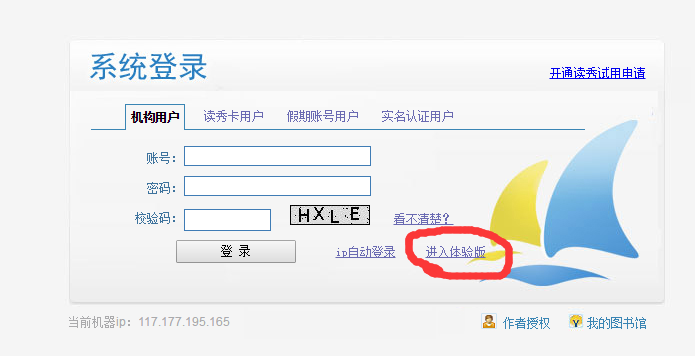 系统登录
开通读秀试用申请
机构用户 读秀卡用户 假期账号用户 实名认证用户
账号：
密码：
校验码： HXLE 看不清楚？
登 录 ip自动登录 进入体验版
当前机器ip：117.177.195.165 作者授权 我的图书馆